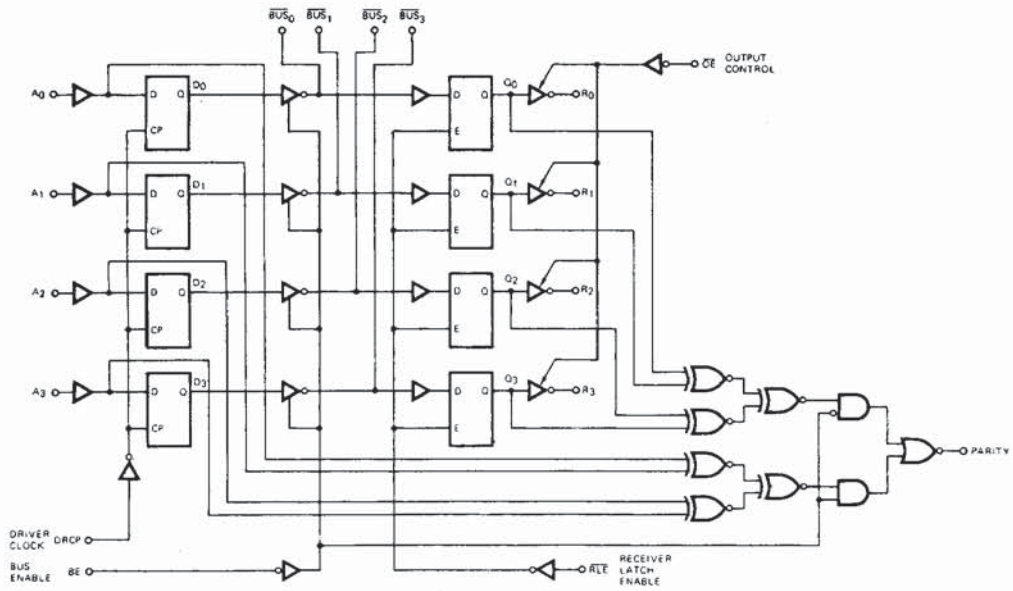 BUS0 BUS1 BUS2 BUS3
OE OUTPUT CONTROL
A0 D Q D0 CP D Q Q0 E R0
A1 D Q D1 CP D Q Q1 E R1
A2 D Q D2 CP D Q Q2 E R2
A3 D Q D3 CP D Q Q3 E R3
PARITY
DRIVER CLOCK DRCP
BUS ENABLE BE
RLE RECEIVER LATCH ENABLE